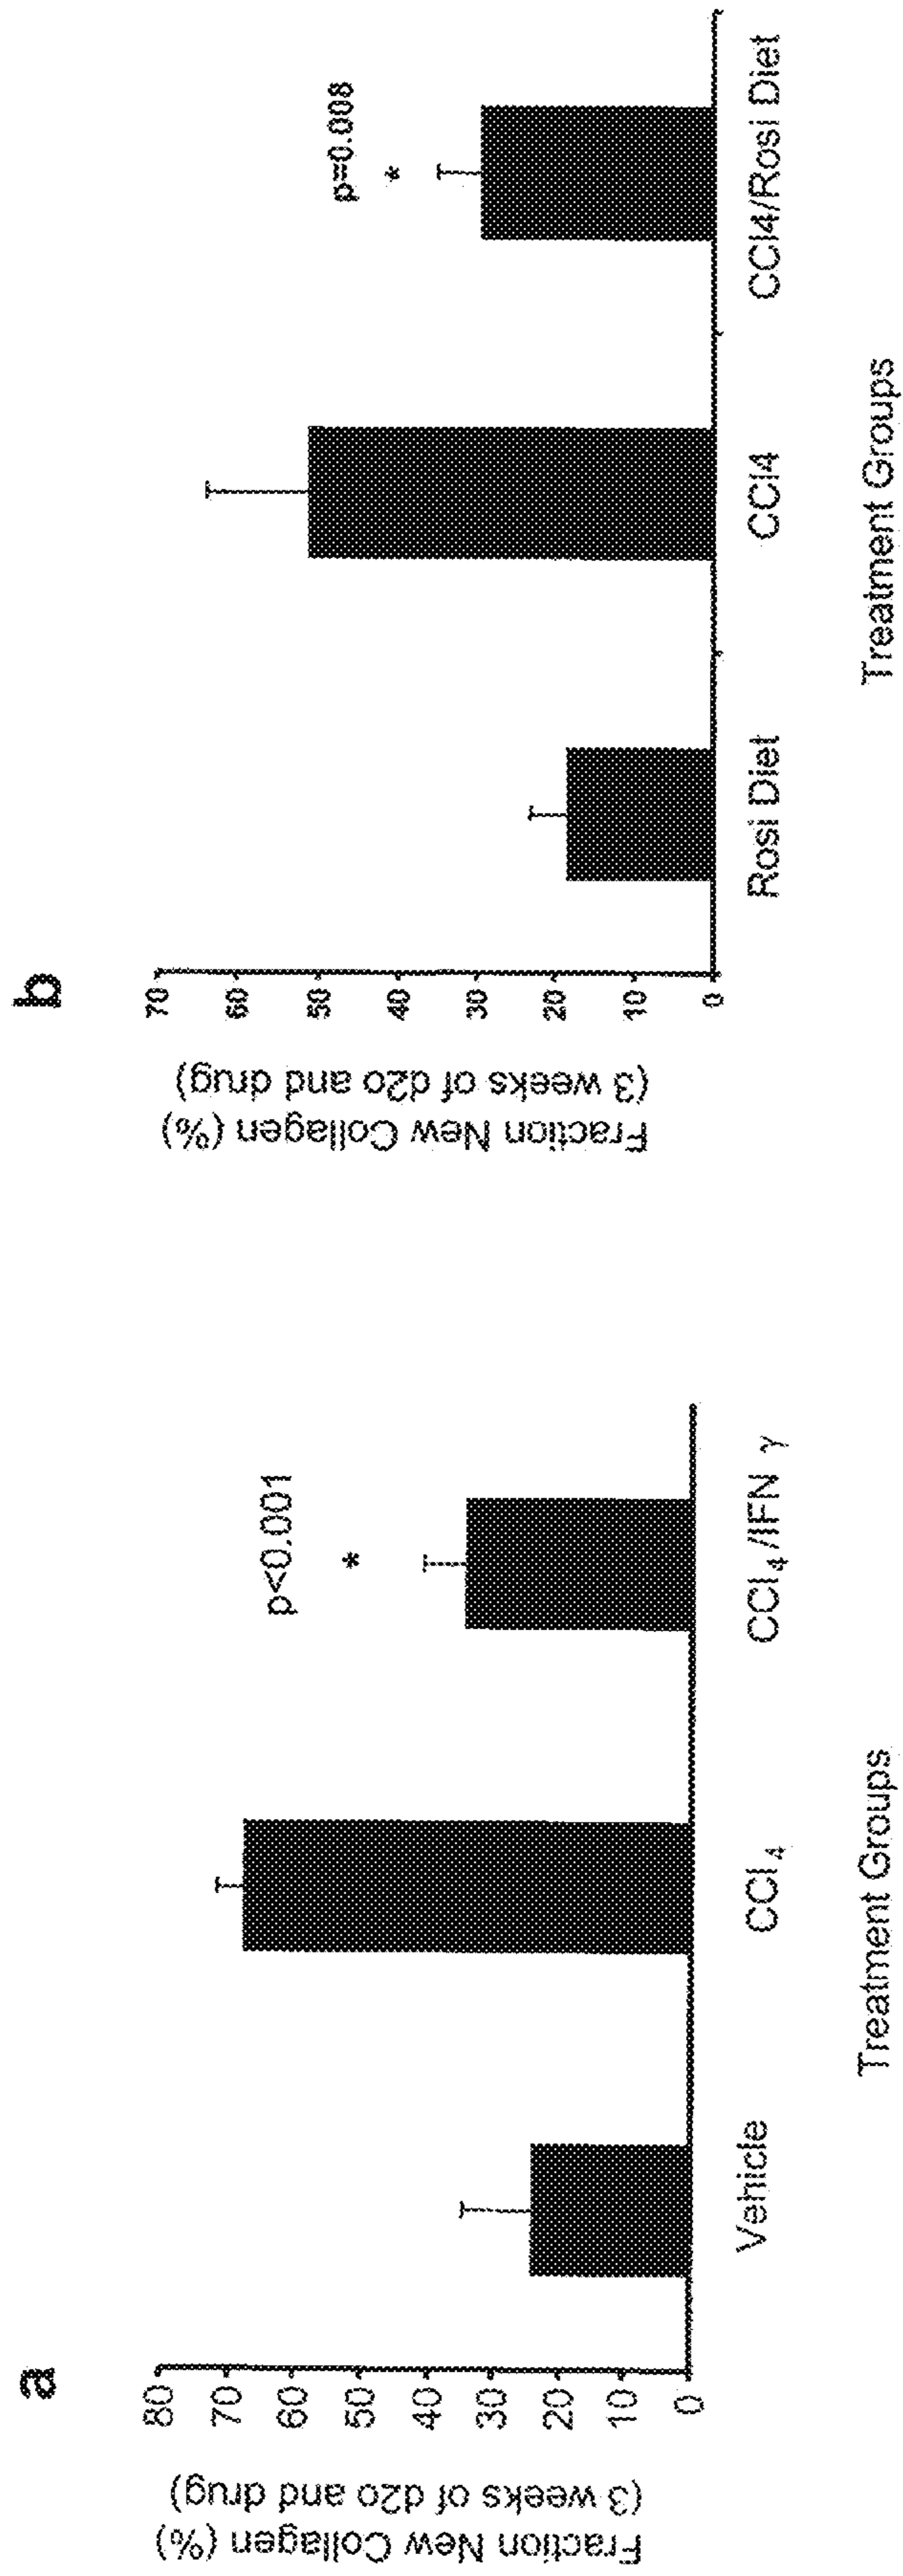 a
Fraction New Collagen (%)
(3 weeks of d2o and drug)
80
70
60
50
40
30
20
10
0
p<0.001
*
Vehicle
CCl₄
CCl₄/IFN γ
Treatment Groups
b
Fraction New Collagen (%)
(3 weeks of d2o and drug)
70
60
50
40
30
20
10
0
p=0.008
*
Rosi Diet
CCl4
CCl4/Rosi Diet
Treatment Groups